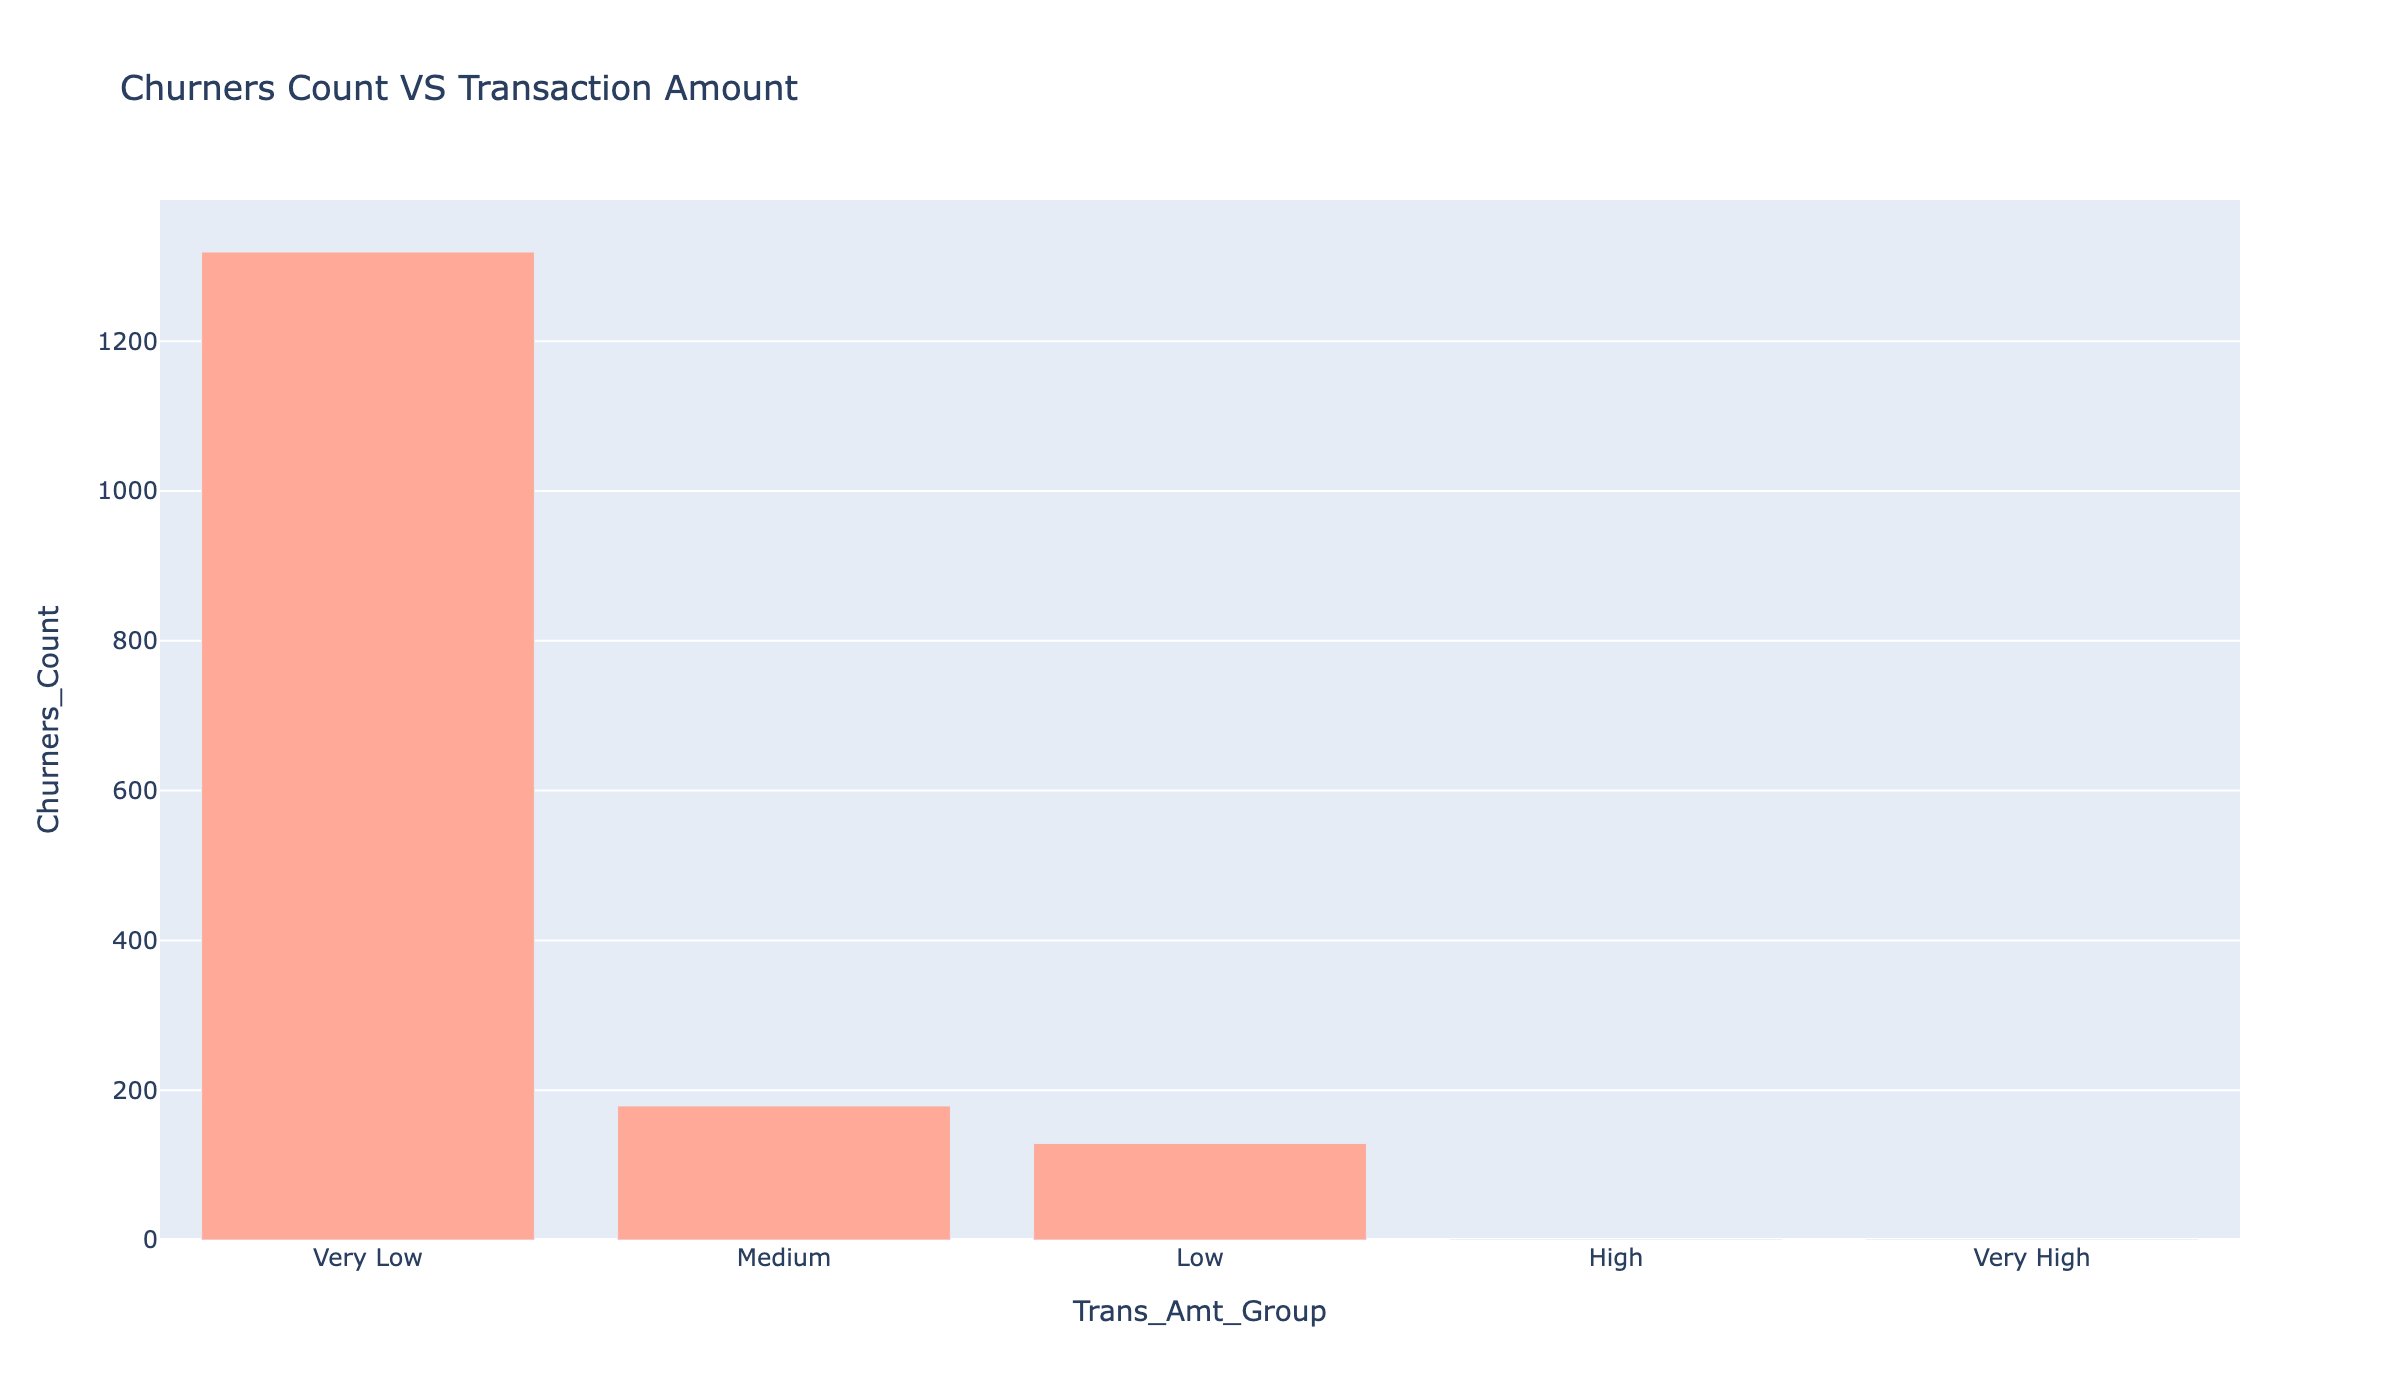 Churners Count VS Transaction Amount
Churners_Count
1200
1000
800
600
400
200
0
Very Low Medium Low High Very High
Trans_Amt_Group